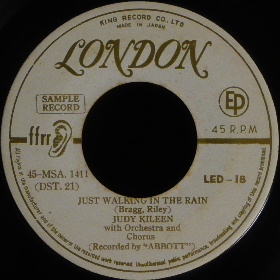 KING RECORD CO., LTD
MADE IN JAPAN
LONDON
SAMPLE
RECORD
EP
ffrr
45 R.P.M
45-MSA. 1411
(DST. 21)
LED-18
JUST WALKING IN THE RAIN
(Bragg, Riley)
JUDY KILEEN
with Orchestra and
Chorus
(Recorded by "ABBOTT")